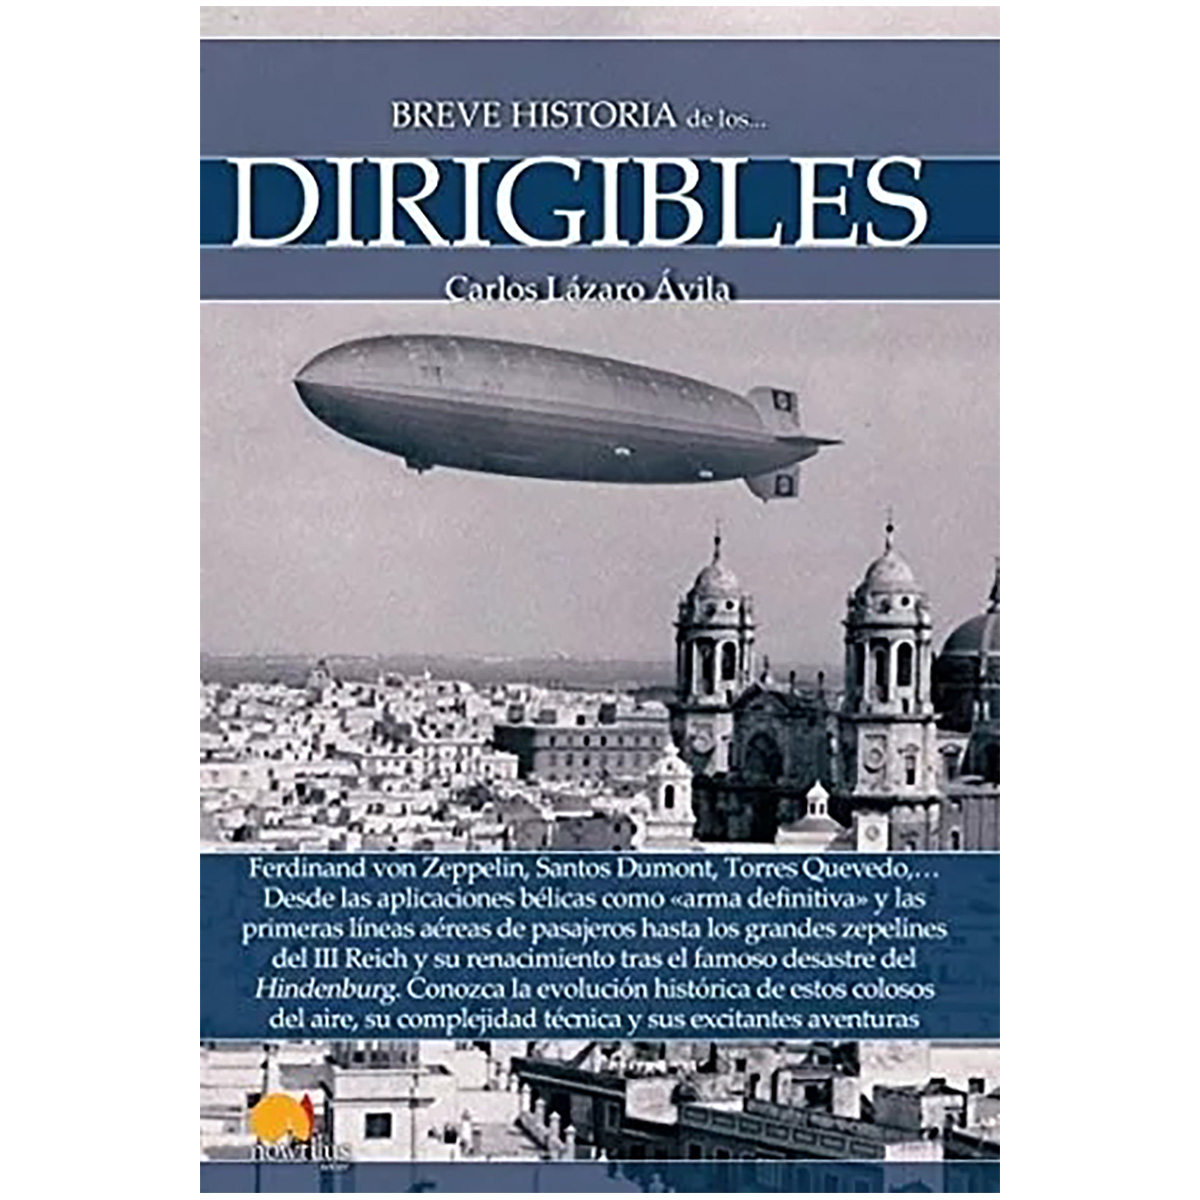 BREVE HISTORIA de los...
DIRIGIBLES
Carlos Lázaro Ávila
Ferdinand von Zeppelin, Santos Dumont, Torres Quevedo,…
Desde las aplicaciones bélicas como «arma definitiva» y las
primeras líneas aéreas de pasajeros hasta los grandes zepelines
del III Reich y su renacimiento tras el famoso desastre del
Hindenburg. Conozca la evolución histórica de estos colosos
del aire, su complejidad técnica y sus excitantes aventuras
nowtilus